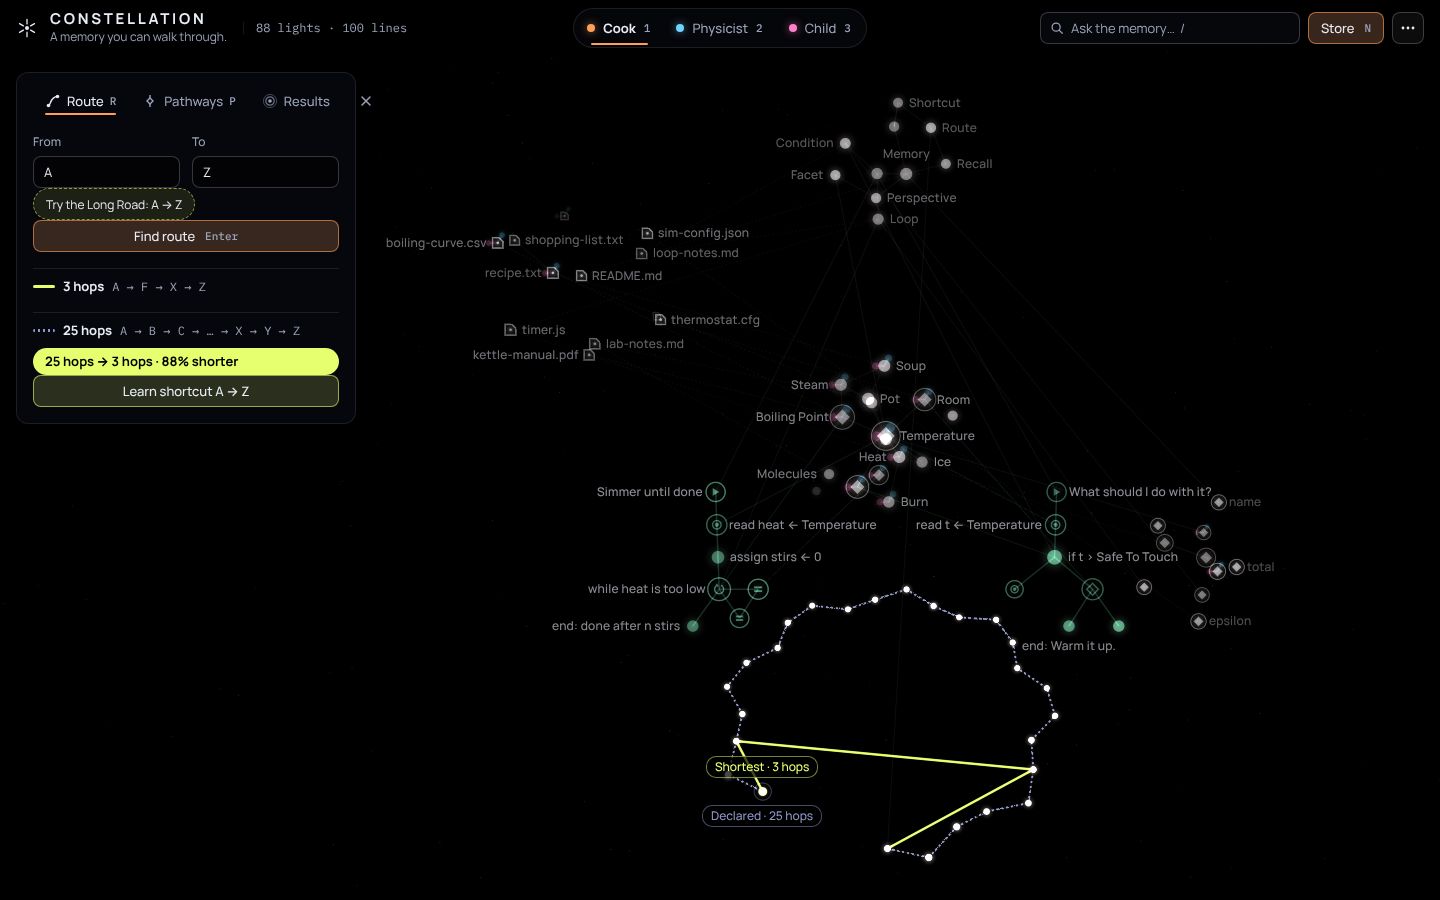 CONSTELLATION
A memory you can walk through.
88 lights · 100 lines
Cook 1
Physicist 2
Child 3
Ask the memory… /
Store N
Route R
Pathways P
Results
From
To
A
Z
Try the Long Road: A → Z
Find route Enter
3 hops A → F → X → Z
25 hops A → B → C → … → X → Y → Z
25 hops → 3 hops · 88% shorter
Learn shortcut A → Z
Shortcut
Route
Condition
Memory
Recall
Facet
Perspective
Loop
boiling-curve.csv
shopping-list.txt
sim-config.json
loop-notes.md
recipe.txt
README.md
timer.js
thermostat.cfg
lab-notes.md
kettle-manual.pdf
Soup
Steam
Pot
Room
Boiling Point
Temperature
Heat
Ice
Molecules
Burn
Simmer until done
What should I do with it?
name
read heat ← Temperature
read t ← Temperature
assign stirs ← 0
if t > Safe To Touch
total
while heat is too low
end: done after n stirs
epsilon
end: Warm it up.
Shortest · 3 hops
Declared · 25 hops